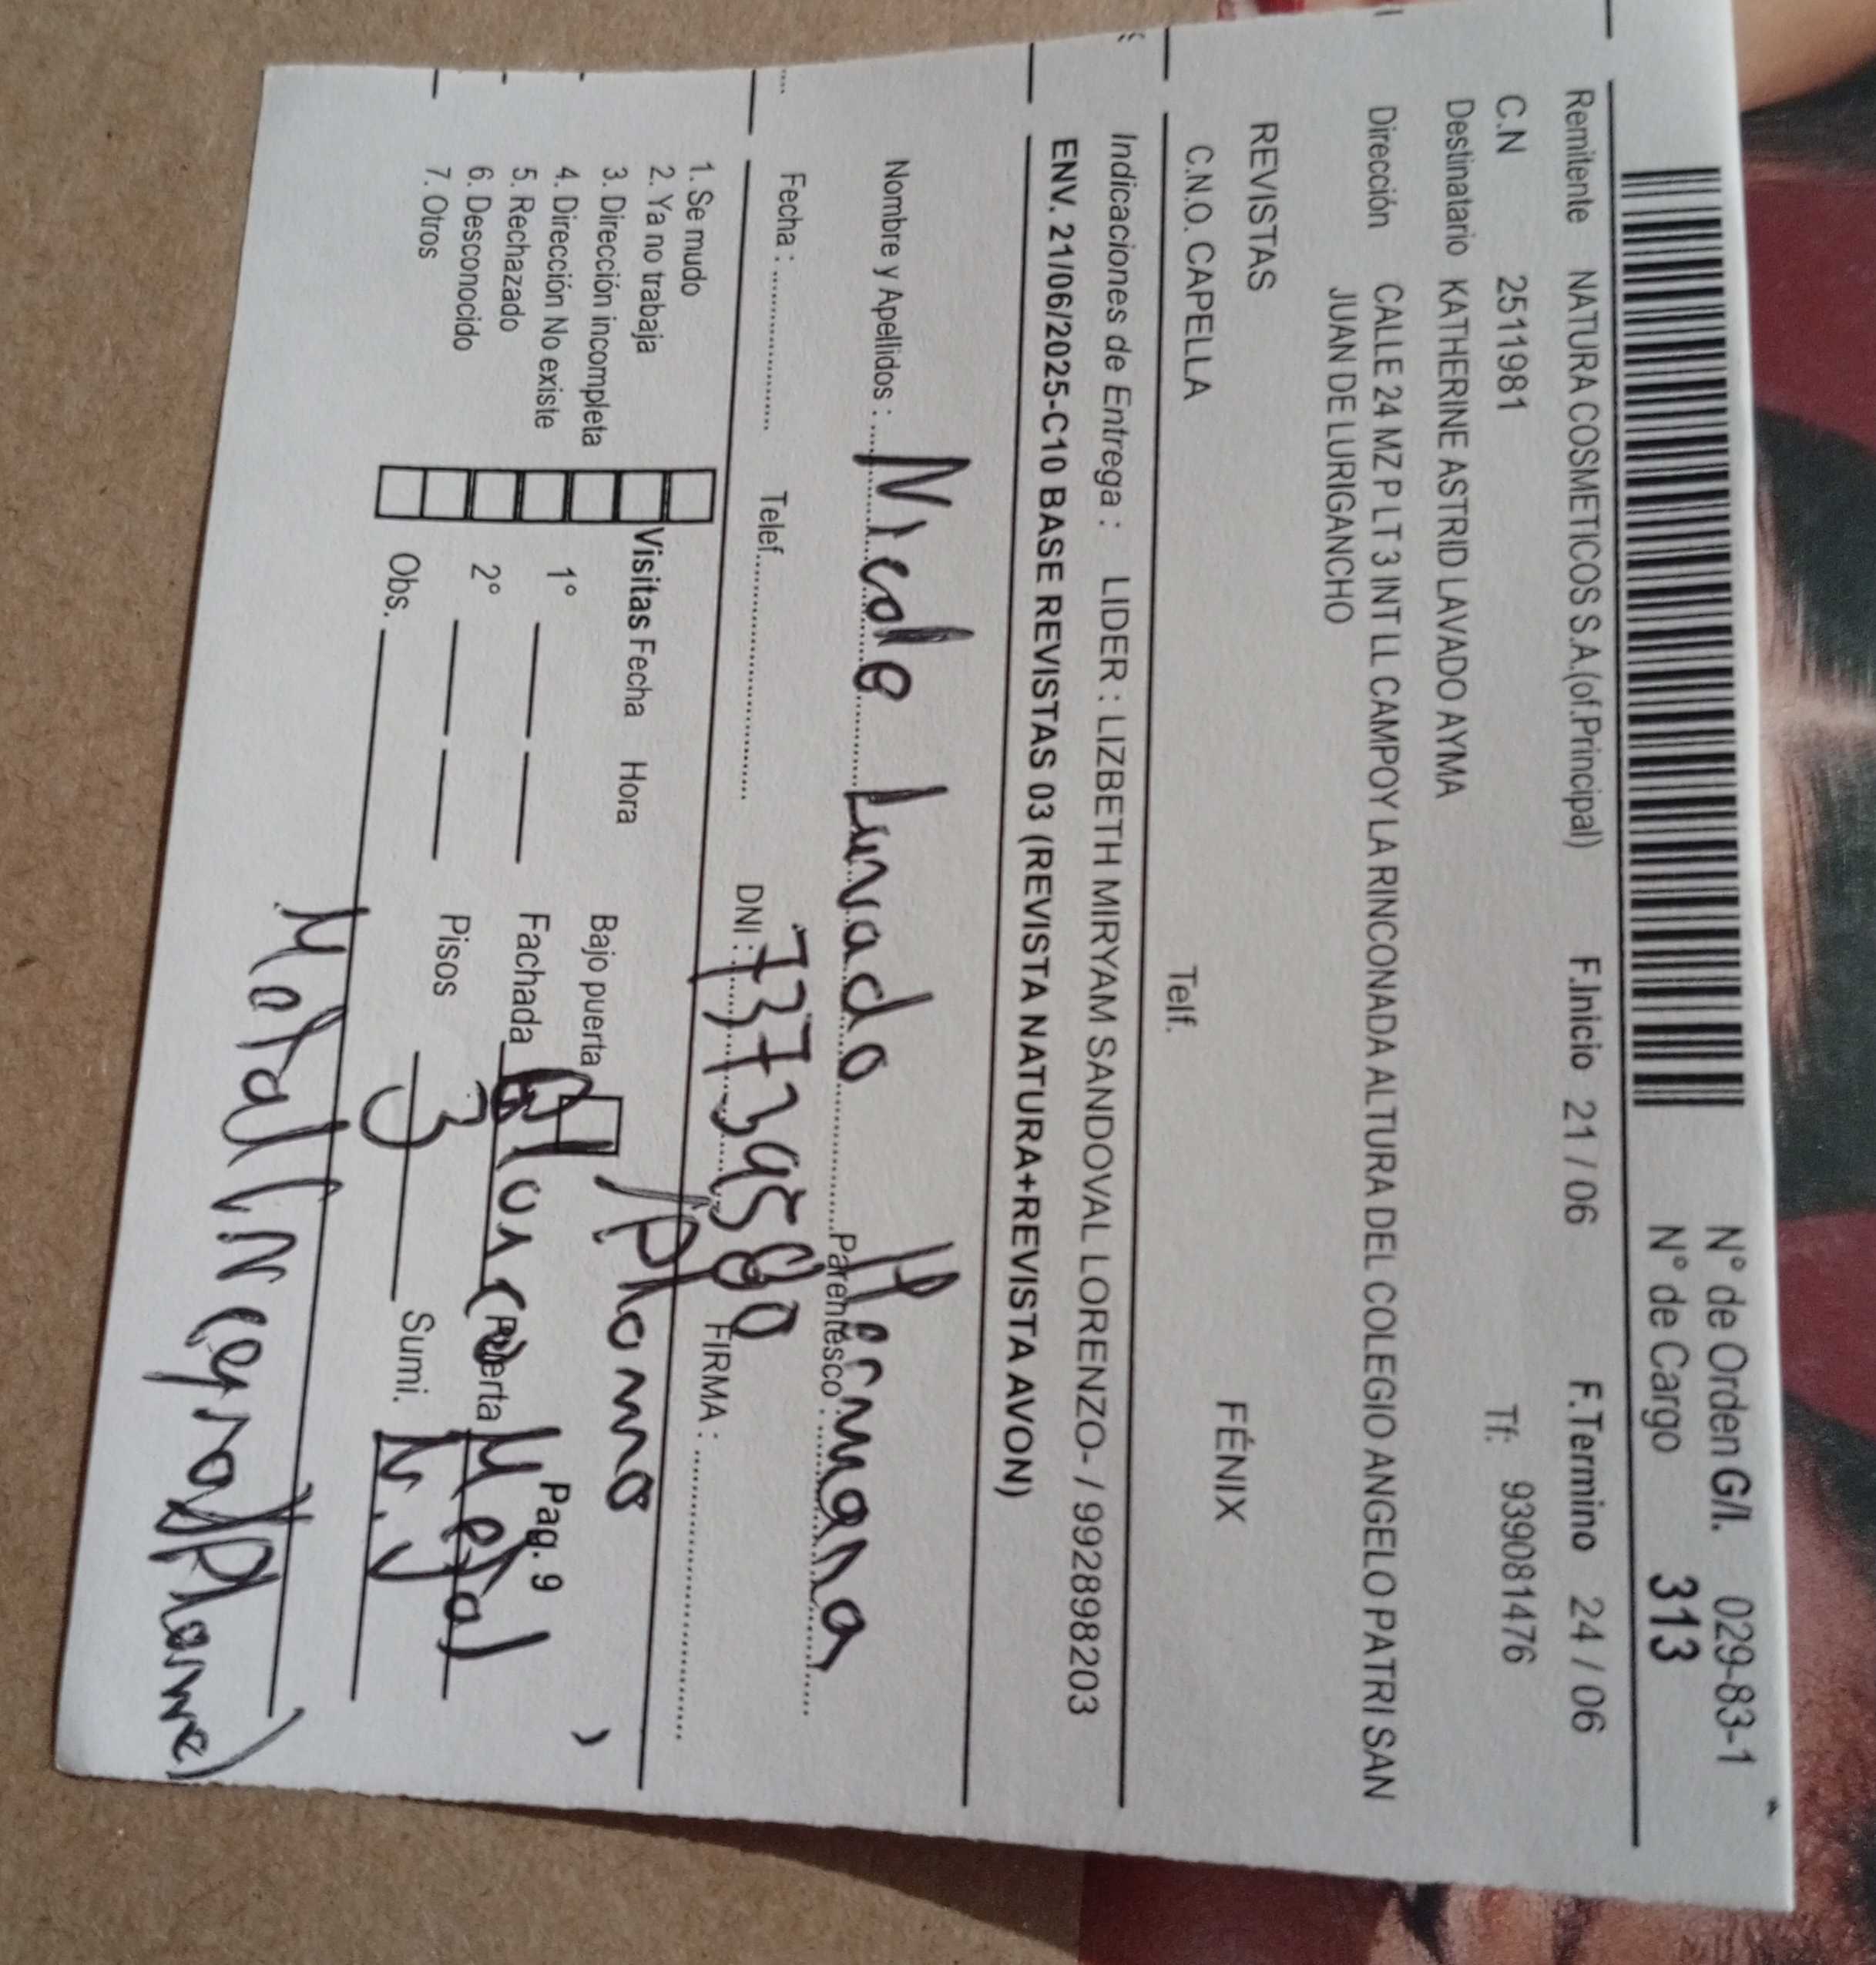 N° de Orden G/I. 029-83-1
N° de Cargo 313
Remitente NATURA COSMETICOS S.A.(of.Principal) F.Inicio 21 / 06 F.Termino 24 / 06
C.N 2511981 Tf: 939081476
Destinatario KATHERINE ASTRID LAVADO AYMA
Dirección CALLE 24 MZ P LT 3 INT LL CAMPOY LA RINCONADA ALTURA DEL COLEGIO ANGELO PATRI SAN
JUAN DE LURIGANCHO
REVISTAS FÉNIX
C.N.O. CAPELLA Telf.
Indicaciones de Entrega : LIDER : LIZBETH MIRYAM SANDOVAL LORENZO- / 992898203
ENV. 21/06/2025-C10 BASE REVISTAS 03 (REVISTA NATURA+REVISTA AVON)
Nombre y Apellidos : Nicole Luvado Parentesco : Hermana
Fecha : Telef. DNI : 73739580 FIRMA :
1. Se mudo
2. Ya no trabaja Visitas Fecha Hora Bajo puerta /Plomo
3. Dirección incompleta
4. Dirección No existe 1° Fachada Puerta Metal Pag. 9
5. Rechazado
6. Desconocido 2° Pisos 3 Sumi. N.V
7. Otros Obs. Metal (negra/Plome)